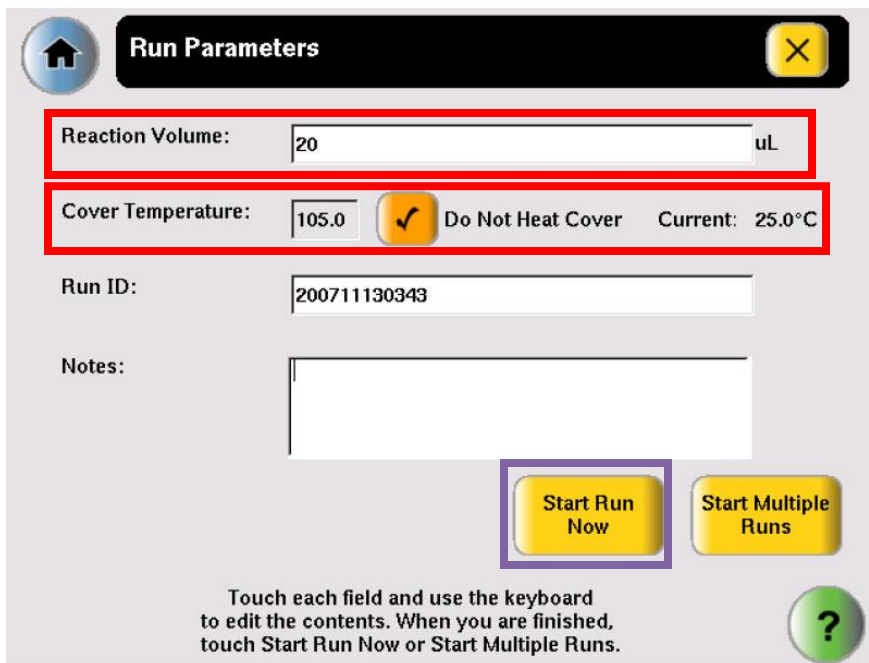 Run Parameters
Reaction Volume: 20 uL
Cover Temperature: 105.0 Do Not Heat Cover Current: 25.0°C
Run ID: 200711130343
Notes:
Start Run
Now
Start Multiple
Runs
Touch each field and use the keyboard
to edit the contents. When you are finished,
touch Start Run Now or Start Multiple Runs.
?